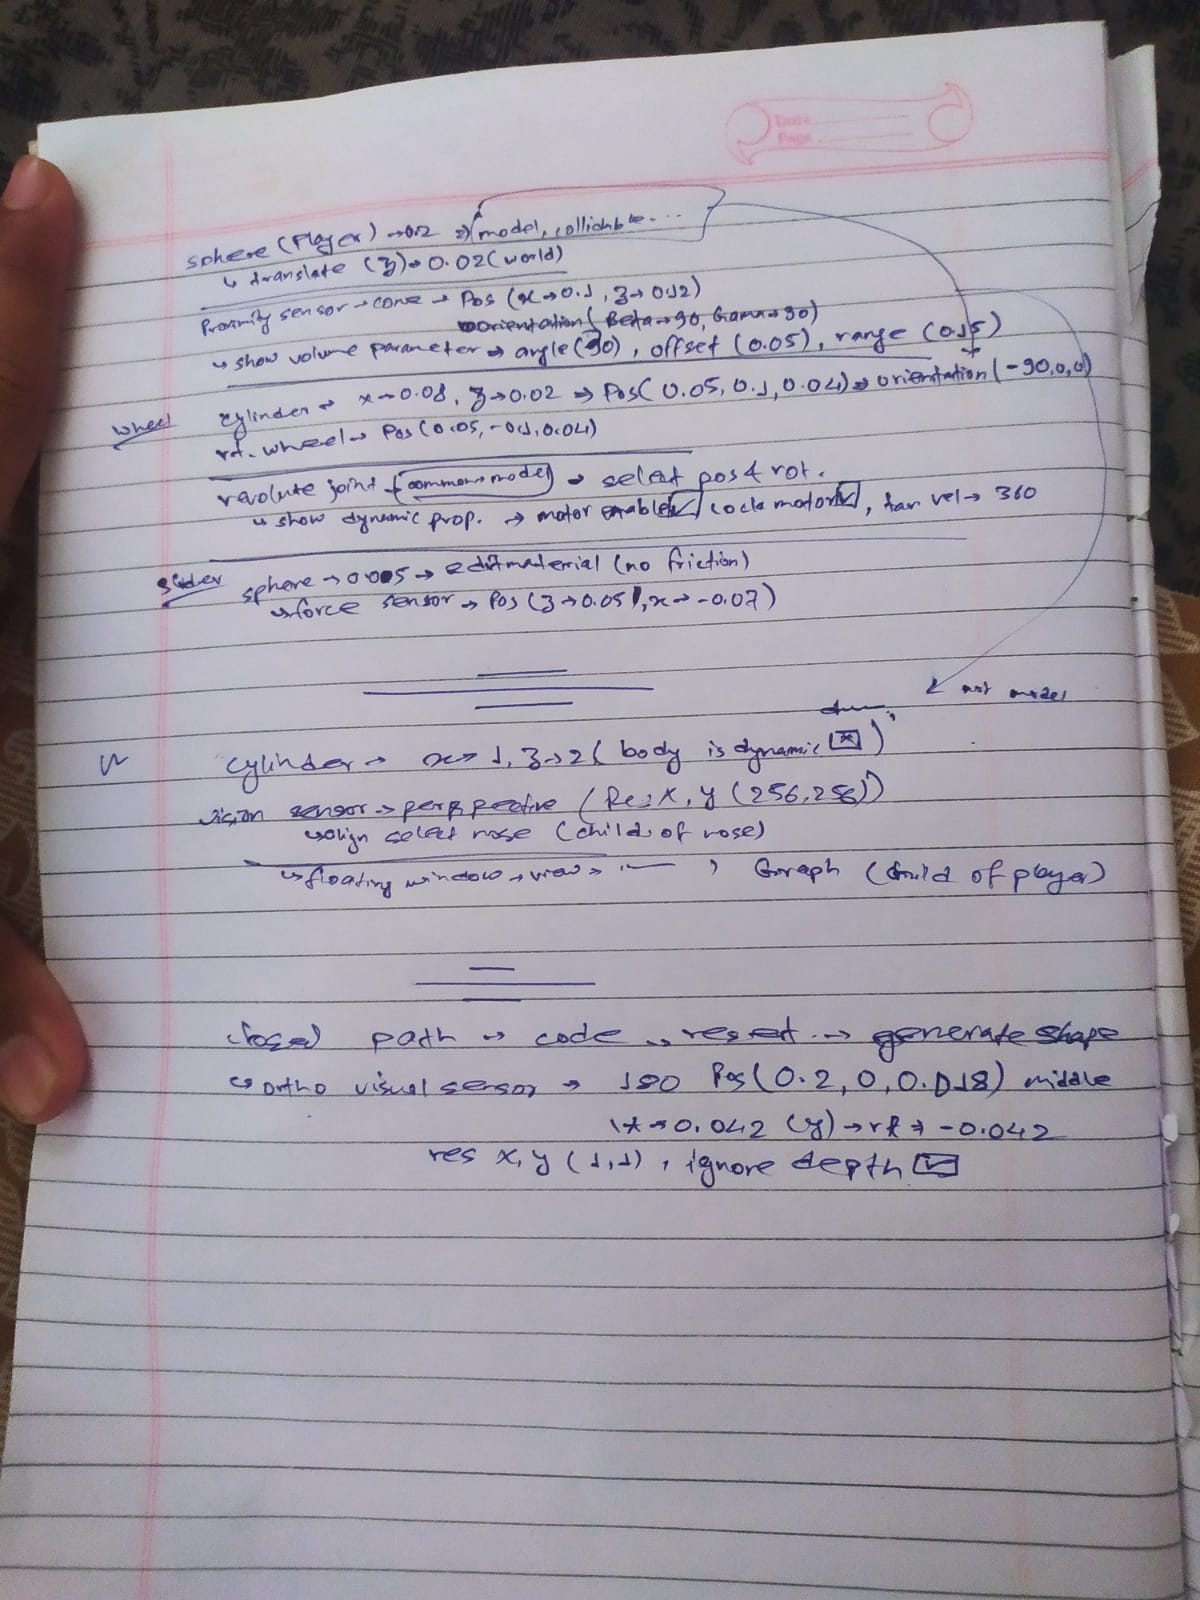 Date
Page
sphere (Player) → 0.2 ⇒ model, collidable....
↳ translate (z) → 0.02 (world)
Proximity sensor → cone → Pos (x → 0.1, z → 0.12)
orientation (Beta → 90, Gama → 90)
↳ show volume parameter → angle (30), offset (0.05), range (0.15)
wheel cylinder → x → 0.08, z → 0.02 ⇒ Pos (0.05, 0.1, 0.04) ⇒ orientation (-90,0,0)
rt. wheel → Pos (0.05, -0.1, 0.04)
revolute joint → select pos & rot.
↳ show dynamic prop. → motor enable ☑ lock motor ☑, tar vel → 360
slider sphere → 0.005 → edit material (no friction)
↳ force sensor → Pos (z → 0.05, x → -0.07)
not model
cylinder → x → 1, z → 2 ( body is dynamic ☒ )
vision sensor → perspective (Res X, y (256,256))
↳ align select nose (child of nose)
↳ floating window → view → , Graph (child of player)
closed path → code → reset → generate shape
↳ ortho visual sensor → 180 Pos (0.2, 0, 0.018) middle
lt → 0.042 (y) → rt → -0.042
res x, y (1,1), ignore depth ☑